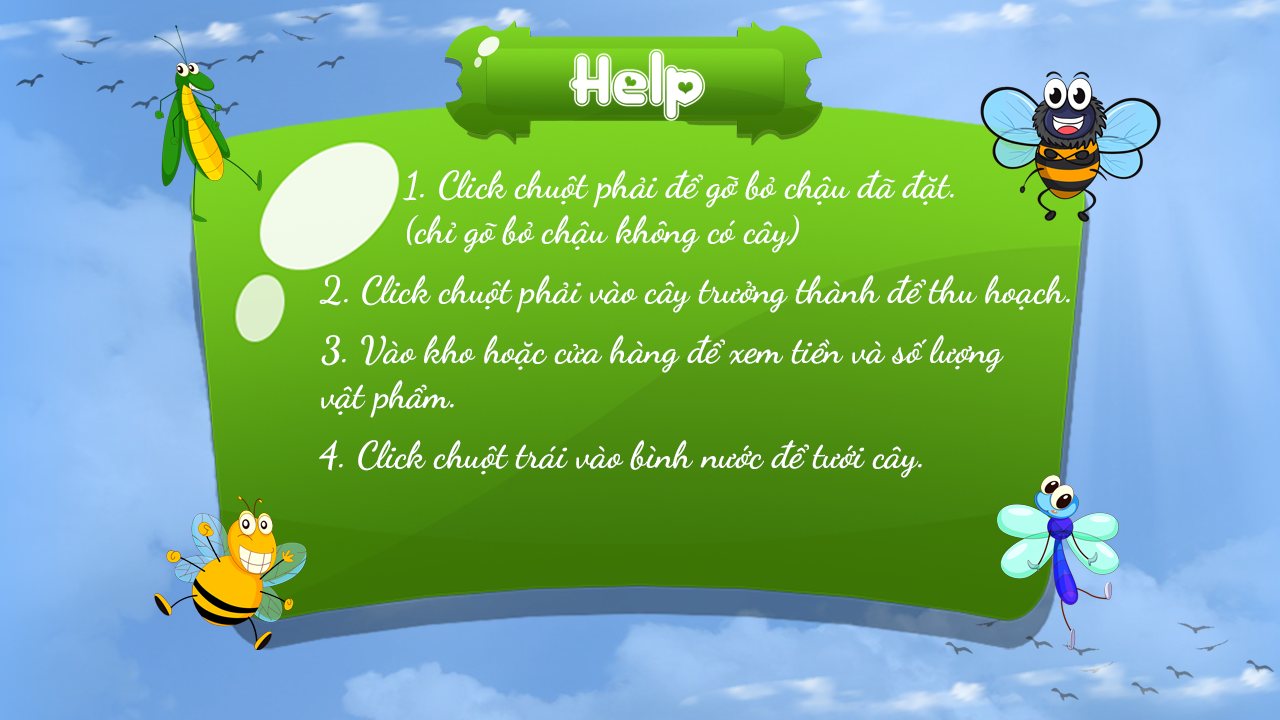 Help
1. Click chuột phải để gỡ bỏ chậu đã đặt.
(chỉ gõ bỏ chậu không có cây)
2. Click chuột phải vào cây trưởng thành để thu hoạch.
3. Vào kho hoặc cửa hàng để xem tiền và số lượng
vật phẩm.
4. Click chuột trái vào bình nước để tưới cây.